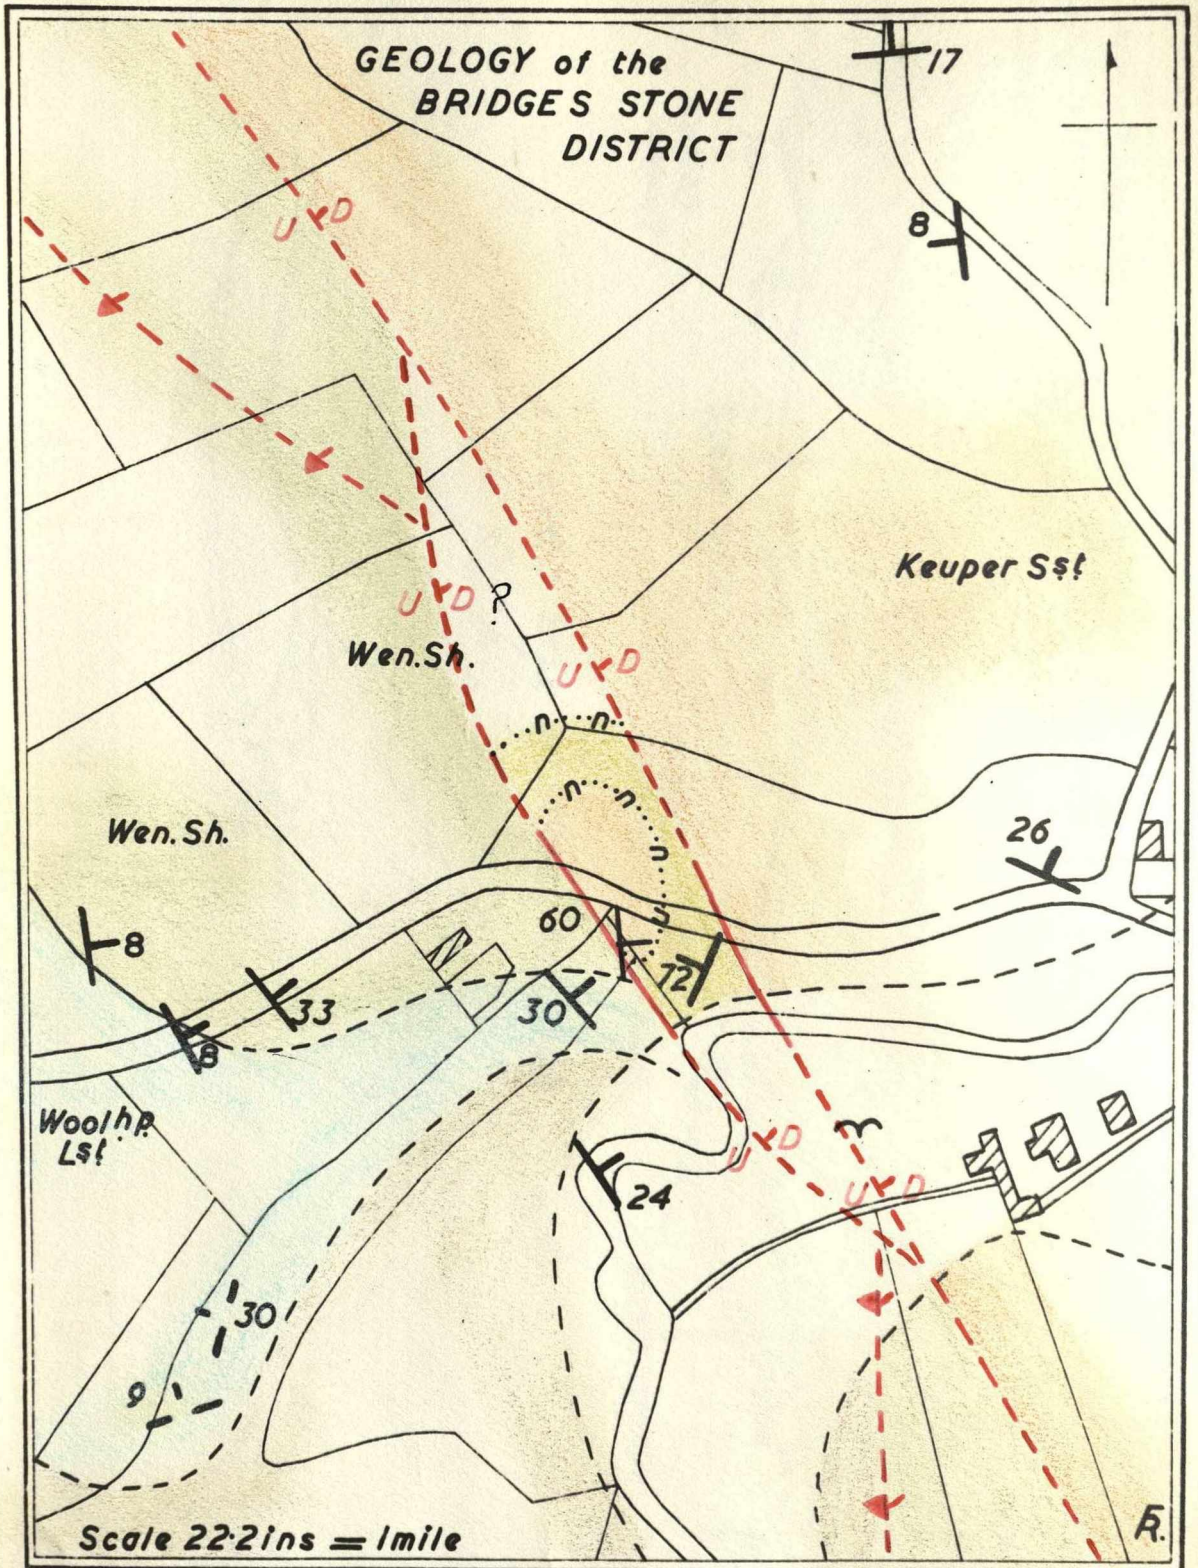 GEOLOGY of the
BRIDGES STONE
DISTRICT
17
8
U D
Keuper Sst
U D ?
Wen.Sh.
U D
n n
n n
n
Wen. Sh.
26
60
8
72
33
30
8
Woolhp.
Lst
U D
24
U D
30
9
Scale 22·2ins = 1mile